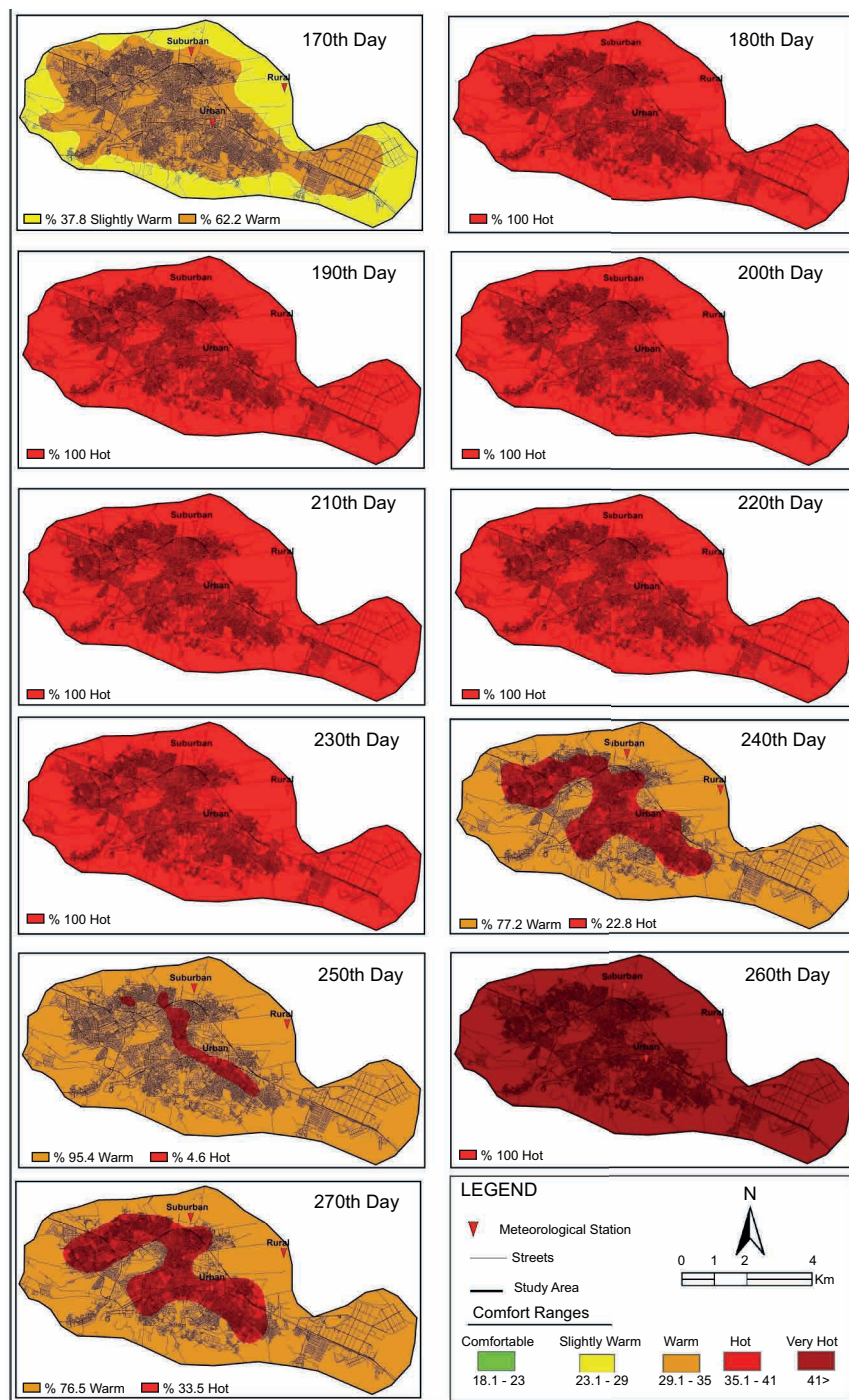 170th Day
Suburban
Rural
Urban
% 37.8 Slightly Warm % 62.2 Warm
180th Day
Suburban
Rural
Urban
% 100 Hot
190th Day
Suburban
Rural
Urban
% 100 Hot
200th Day
Suburban
Rural
Urban
% 100 Hot
210th Day
Suburban
Rural
Urban
% 100 Hot
220th Day
Suburban
Rural
Urban
% 100 Hot
230th Day
Suburban
Rural
Urban
% 100 Hot
240th Day
Suburban
Rural
Urban
% 77.2 Warm % 22.8 Hot
250th Day
Suburban
Rural
Urban
% 95.4 Warm % 4.6 Hot
260th Day
Suburban
Rural
Urban
% 100 Hot
270th Day
Suburban
Rural
Urban
% 76.5 Warm % 33.5 Hot
LEGEND
Meteorological Station
Streets
Study Area
N
0 1 2 4
Km
Comfort Ranges
Comfortable Slightly Warm Warm Hot Very Hot
18.1 - 23 23.1 - 29 29.1 - 35 35.1 - 41 41>